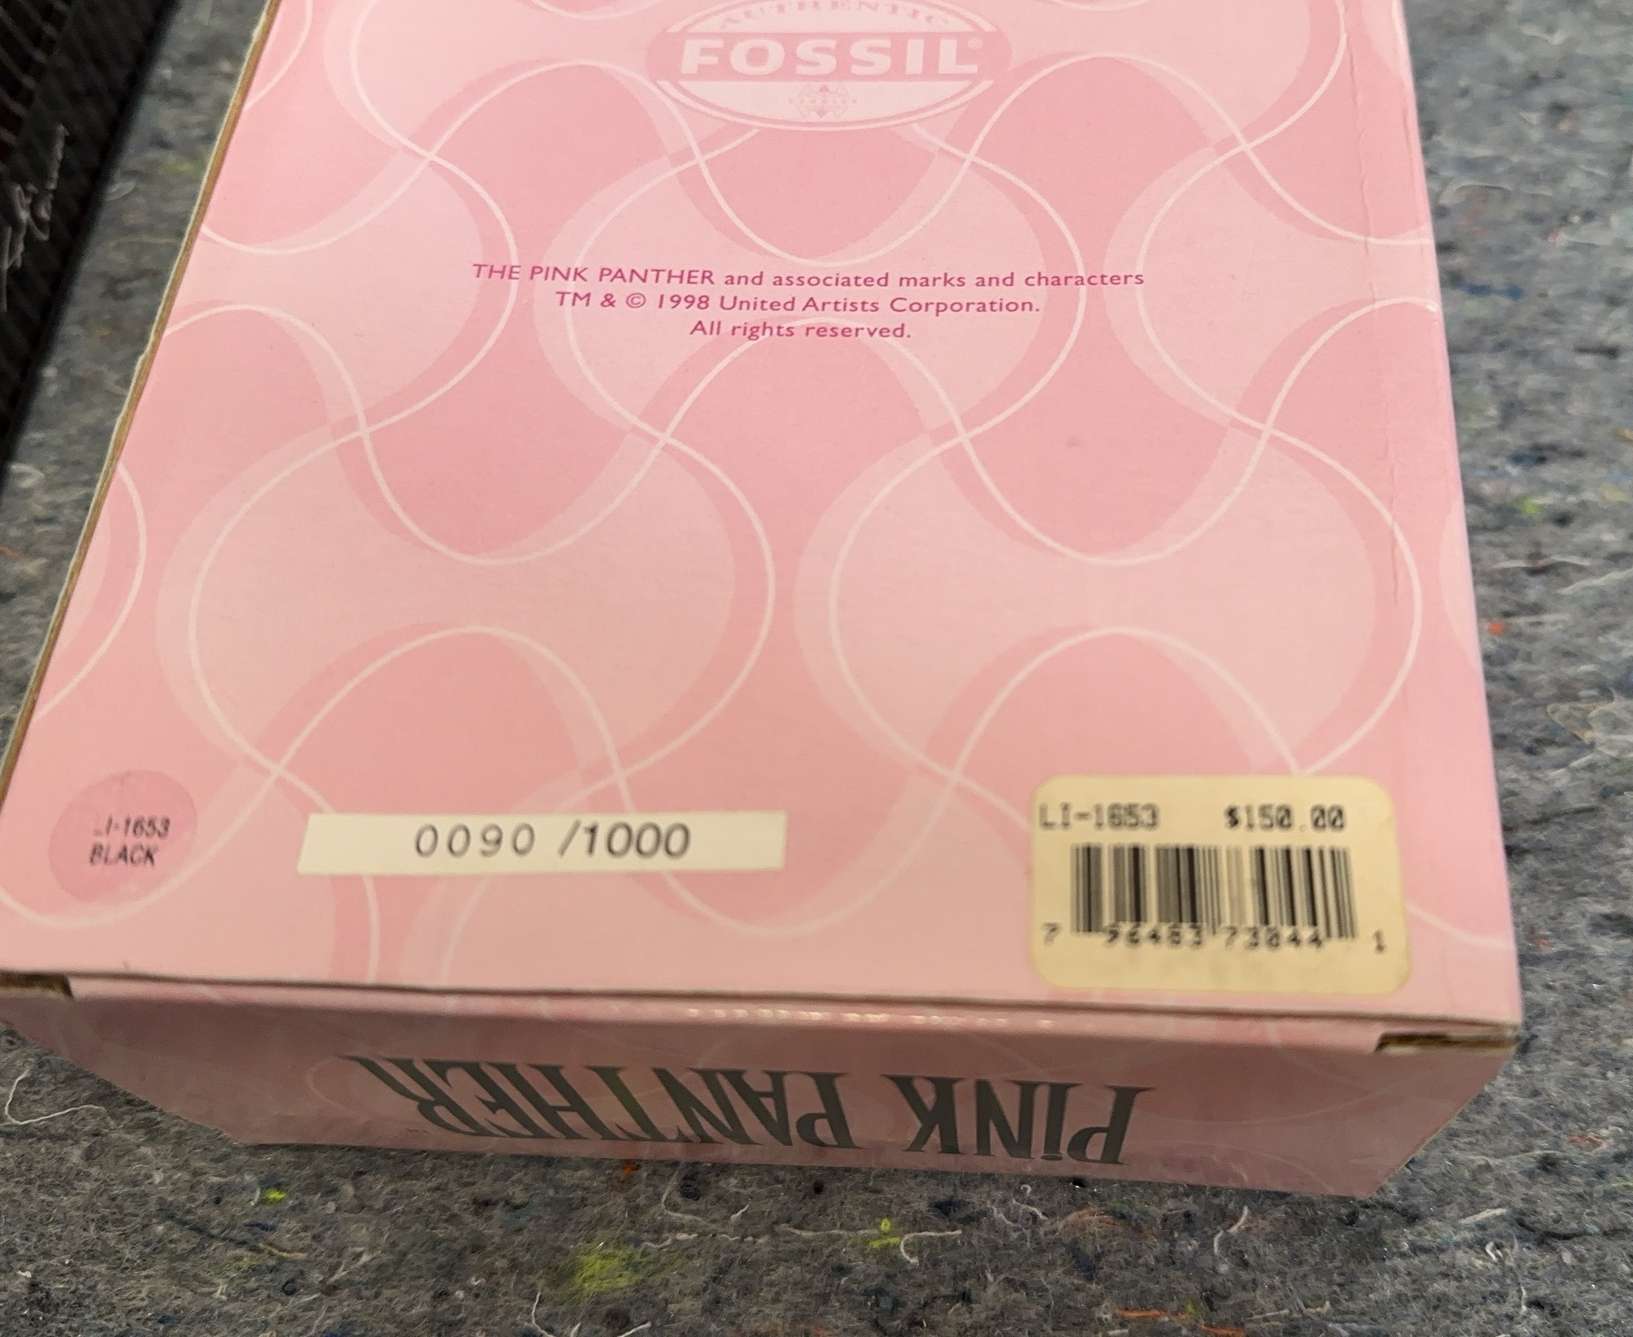 AUTHENTIC
FOSSIL®
THE PINK PANTHER and associated marks and characters
TM & © 1998 United Artists Corporation.
All rights reserved.
LI-1653
BLACK
0090 /1000
LI-1653 $150.00
7 96483 73044 1
PiNK PANTHER